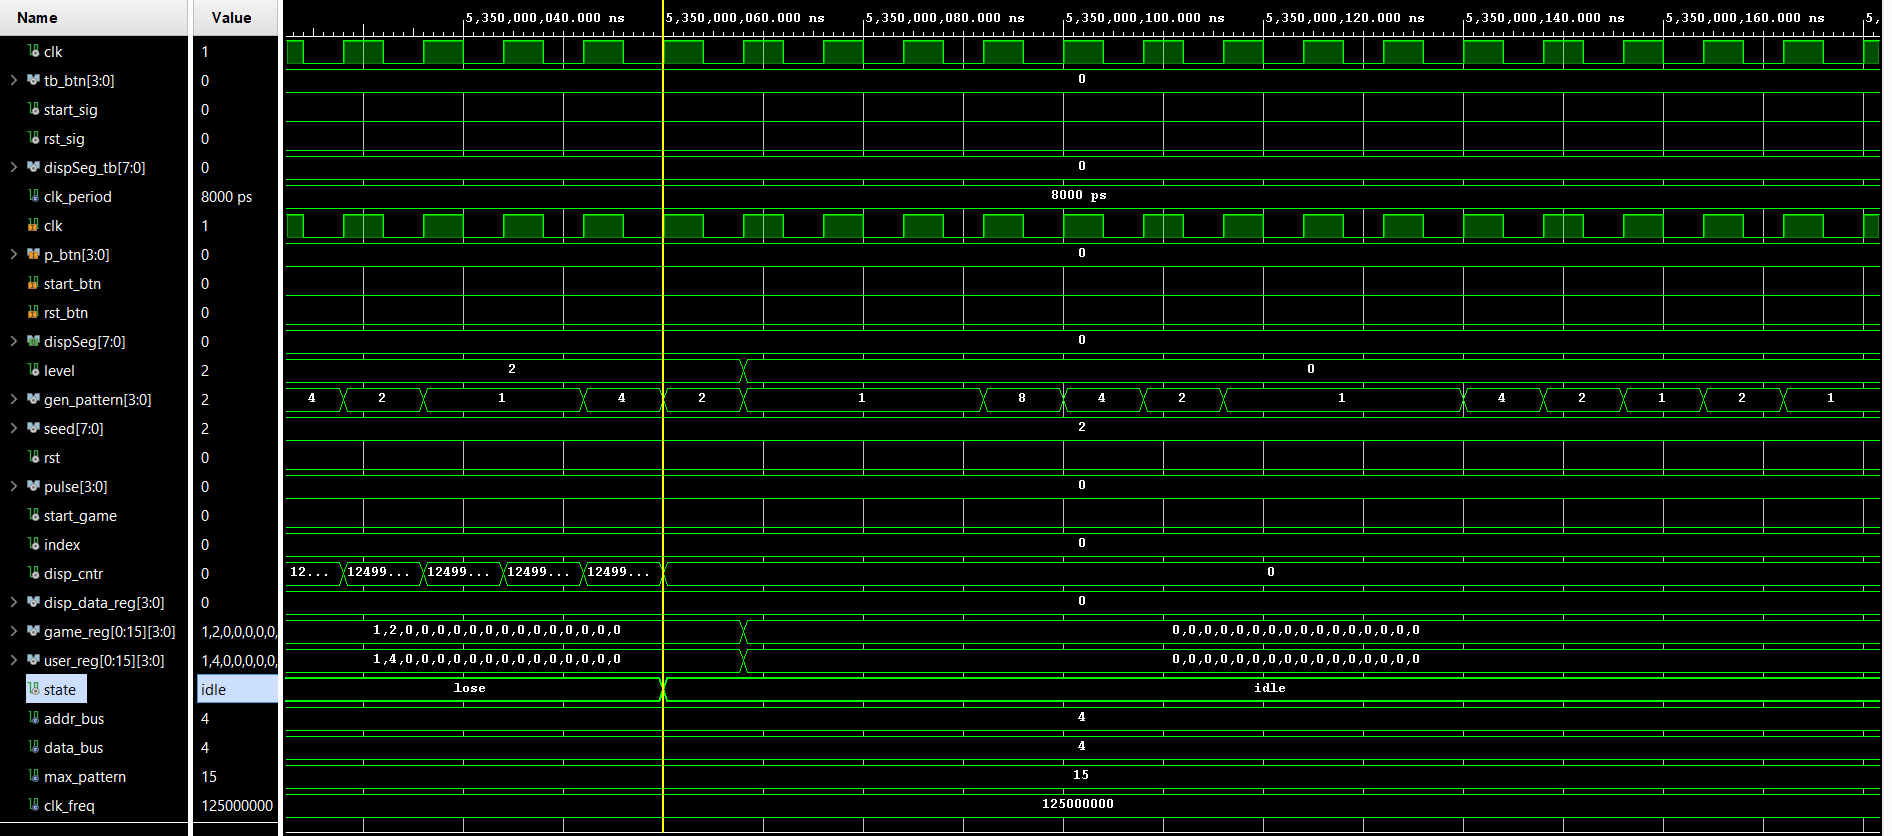 Name Value 5,350,000,040.000 ns 5,350,000,060.000 ns 5,350,000,080.000 ns 5,350,000,100.000 ns 5,350,000,120.000 ns 5,350,000,140.000 ns 5,350,000,160.000 ns 5,
clk 1
tb_btn[3:0] 0 0
start_sig 0
rst_sig 0
dispSeg_tb[7:0] 0 0
clk_period 8000 ps 8000 ps
clk 1
p_btn[3:0] 0 0
start_btn 0
rst_btn 0
dispSeg[7:0] 0 0
level 2 2 0
gen_pattern[3:0] 2 4 2 1 4 2 1 8 4 2 1 4 2 1 2 1
seed[7:0] 2 2
rst 0
pulse[3:0] 0 0
start_game 0
index 0 0
disp_cntr 0 12... 12499... 12499... 12499... 12499... 0
disp_data_reg[3:0] 0 0
game_reg[0:15][3:0] 1,2,0,0,0,0,0, 1,2,0,0,0,0,0,0,0,0,0,0,0,0,0,0 0,0,0,0,0,0,0,0,0,0,0,0,0,0,0,0
user_reg[0:15][3:0] 1,4,0,0,0,0,0, 1,4,0,0,0,0,0,0,0,0,0,0,0,0,0,0 0,0,0,0,0,0,0,0,0,0,0,0,0,0,0,0
state idle lose idle
addr_bus 4 4
data_bus 4 4
max_pattern 15 15
clk_freq 125000000 125000000